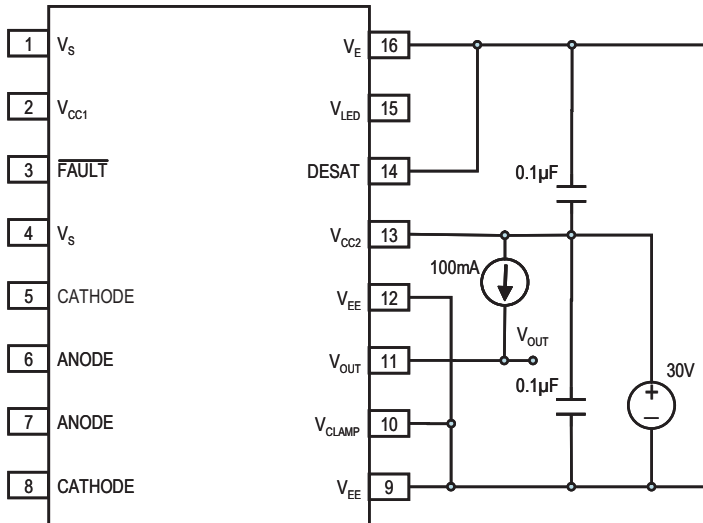 1 V_S V_E 16
2 V_CC1 V_LED 15
3 FAULT DESAT 14
0.1µF
4 V_S V_CC2 13
100mA
5 CATHODE V_EE 12
V_OUT
6 ANODE V_OUT 11
30V
0.1µF
+
7 ANODE V_CLAMP 10
–
8 CATHODE V_EE 9